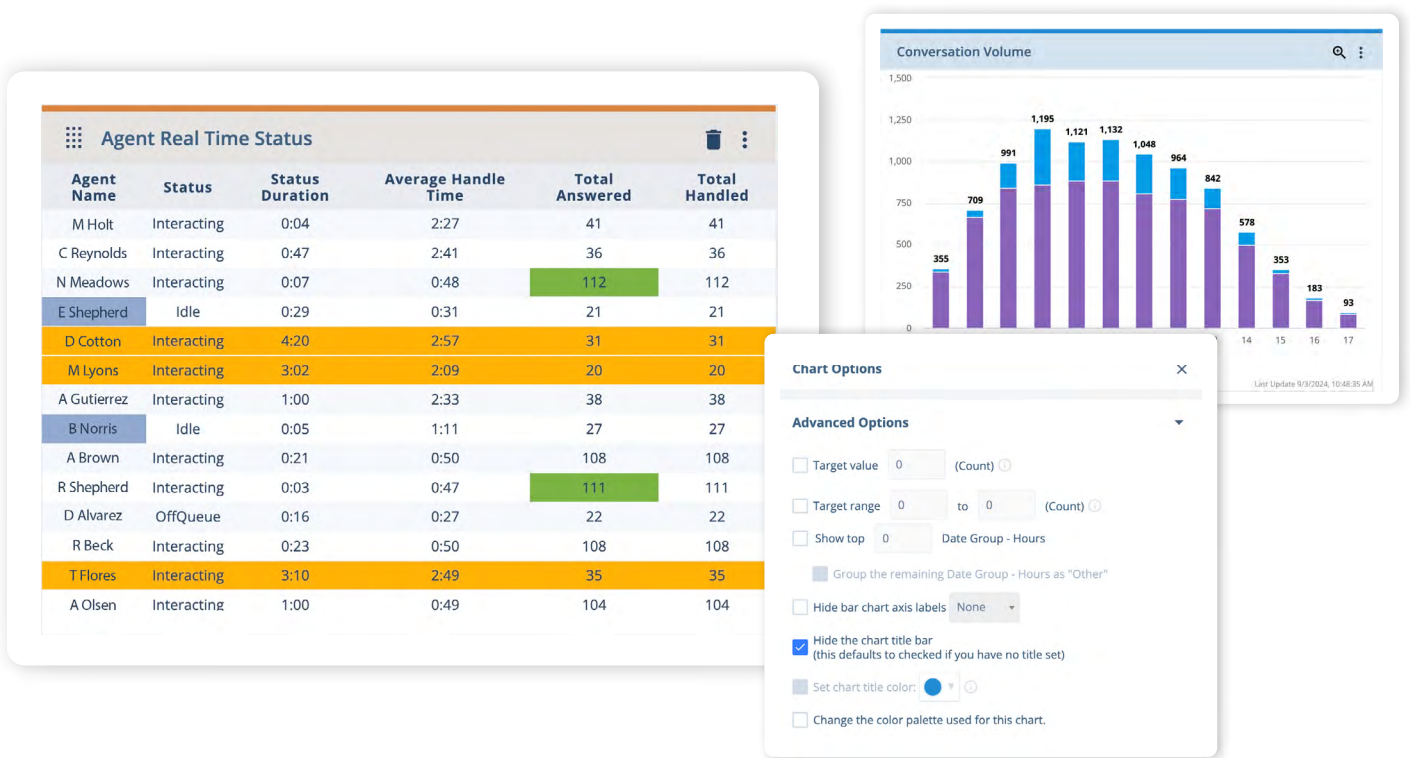 Agent Real Time Status
Agent Name Status Status Duration Average Handle Time Total Answered Total Handled
M Holt Interacting 0:04 2:27 41 41
C Reynolds Interacting 0:47 2:41 36 36
N Meadows Interacting 0:07 0:48 112 112
E Shepherd Idle 0:29 0:31 21 21
D Cotton Interacting 4:20 2:57 31 31
M Lyons Interacting 3:02 2:09 20 20
A Gutierrez Interacting 1:00 2:33 38 38
B Norris Idle 0:05 1:11 27 27
A Brown Interacting 0:21 0:50 108 108
R Shepherd Interacting 0:03 0:47 111 111
D Alvarez OffQueue 0:16 0:27 22 22
R Beck Interacting 0:23 0:50 108 108
T Flores Interacting 3:10 2:49 35 35
A Olsen Interacting 1:00 0:49 104 104
Conversation Volume
1,500
1,250
1,000
750
500
250
0
355 709 991 1,195 1,121 1,132 1,048 964 842 578 353 183 93
14 15 16 17
Last Update 9/3/2024, 10:48:35 AM
Chart Options
Advanced Options
Target value 0 (Count)
Target range 0 to 0 (Count)
Show top 0 Date Group - Hours
Group the remaining Date Group - Hours as "Other"
Hide bar chart axis labels None
Hide the chart title bar
(this defaults to checked if you have no title set)
Set chart title color:
Change the color palette used for this chart.